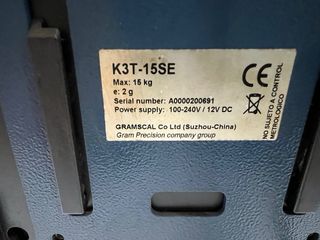 K3T-15SE
Max: 15 kg
e: 2 g
Serial number: A0000200691
Power supply: 100-240V / 12V DC
GRAMSCAL Co Ltd (Suzhou-China)
Gram Precision company group
CE
NO SUJETO A CONTROL
METROLOGICO